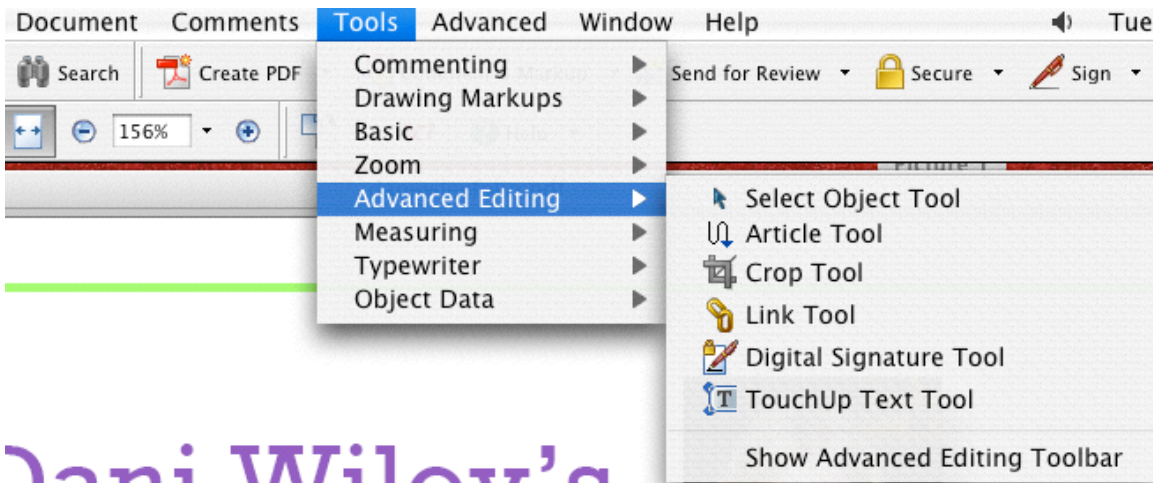 Document Comments Tools Advanced Window Help Tue
Search Create PDF Send for Review Secure Sign
156%
Commenting
Drawing Markups
Basic
Zoom
Advanced Editing
Measuring
Typewriter
Object Data
Select Object Tool
Article Tool
Crop Tool
Link Tool
Digital Signature Tool
TouchUp Text Tool
Show Advanced Editing Toolbar
Dani Wiley's